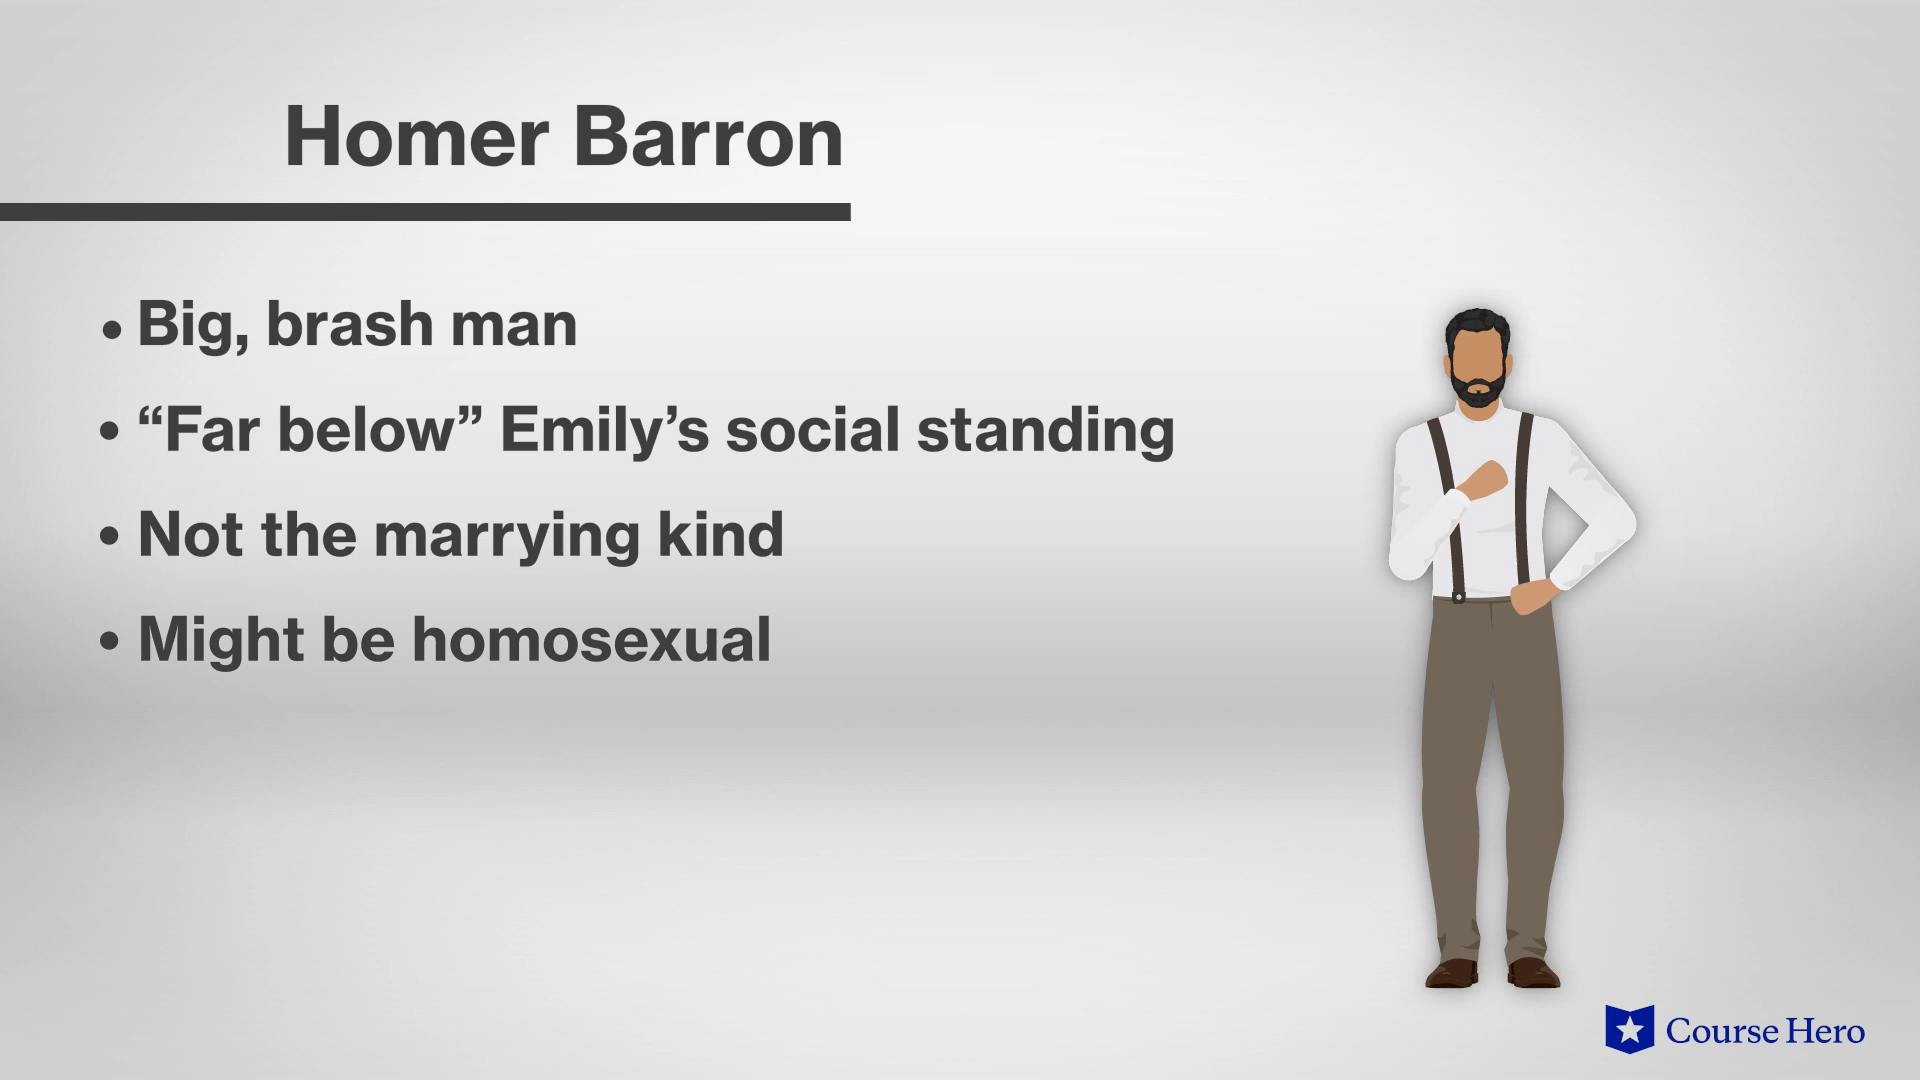 Homer Barron
• Big, brash man
• “Far below” Emily’s social standing
• Not the marrying kind
• Might be homosexual
Course Hero